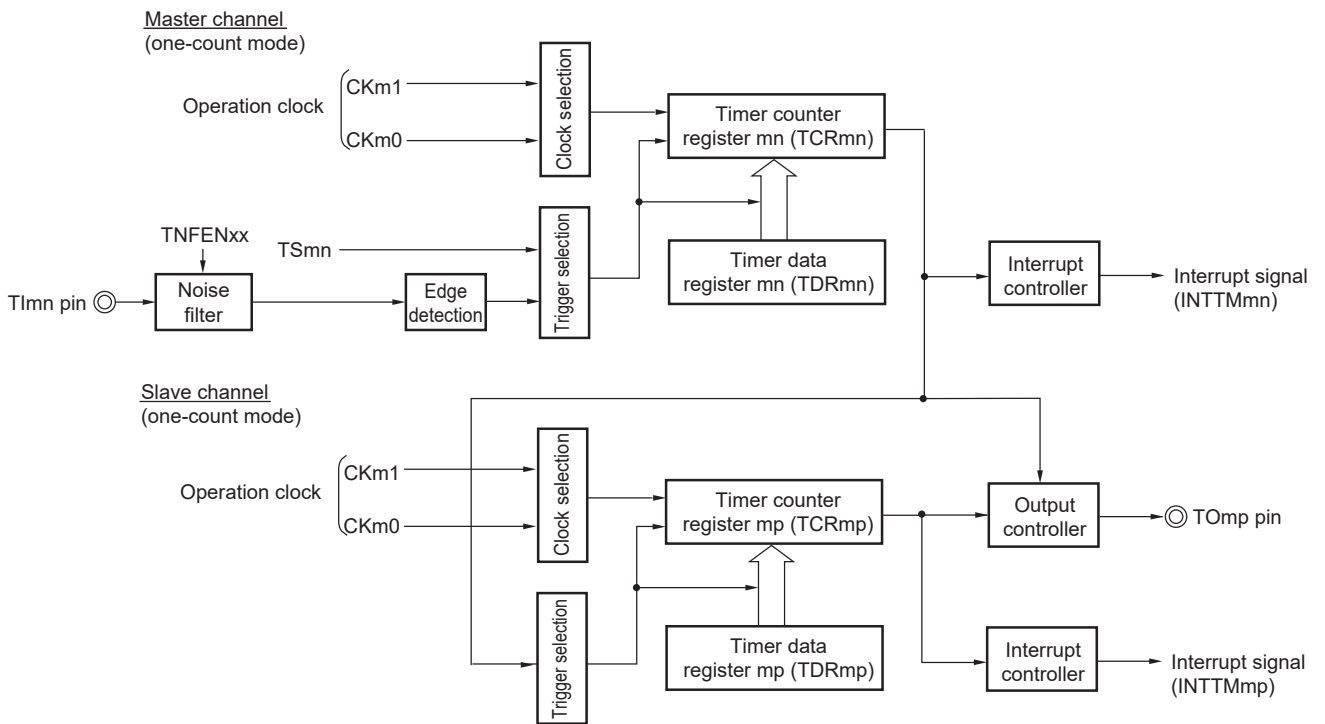 Master channel
(one-count mode)
Operation clock
CKm1
CKm0
Clock selection
Timer counter
register mn (TCRmn)
TNFENxx
TSmn
TImn pin
Noise
filter
Edge
detection
Trigger selection
Timer data
register mn (TDRmn)
Interrupt
controller
Interrupt signal
(INTTMmn)
Slave channel
(one-count mode)
Operation clock
CKm1
CKm0
Clock selection
Timer counter
register mp (TCRmp)
Output
controller
TOmp pin
Trigger selection
Timer data
register mp (TDRmp)
Interrupt
controller
Interrupt signal
(INTTMmp)